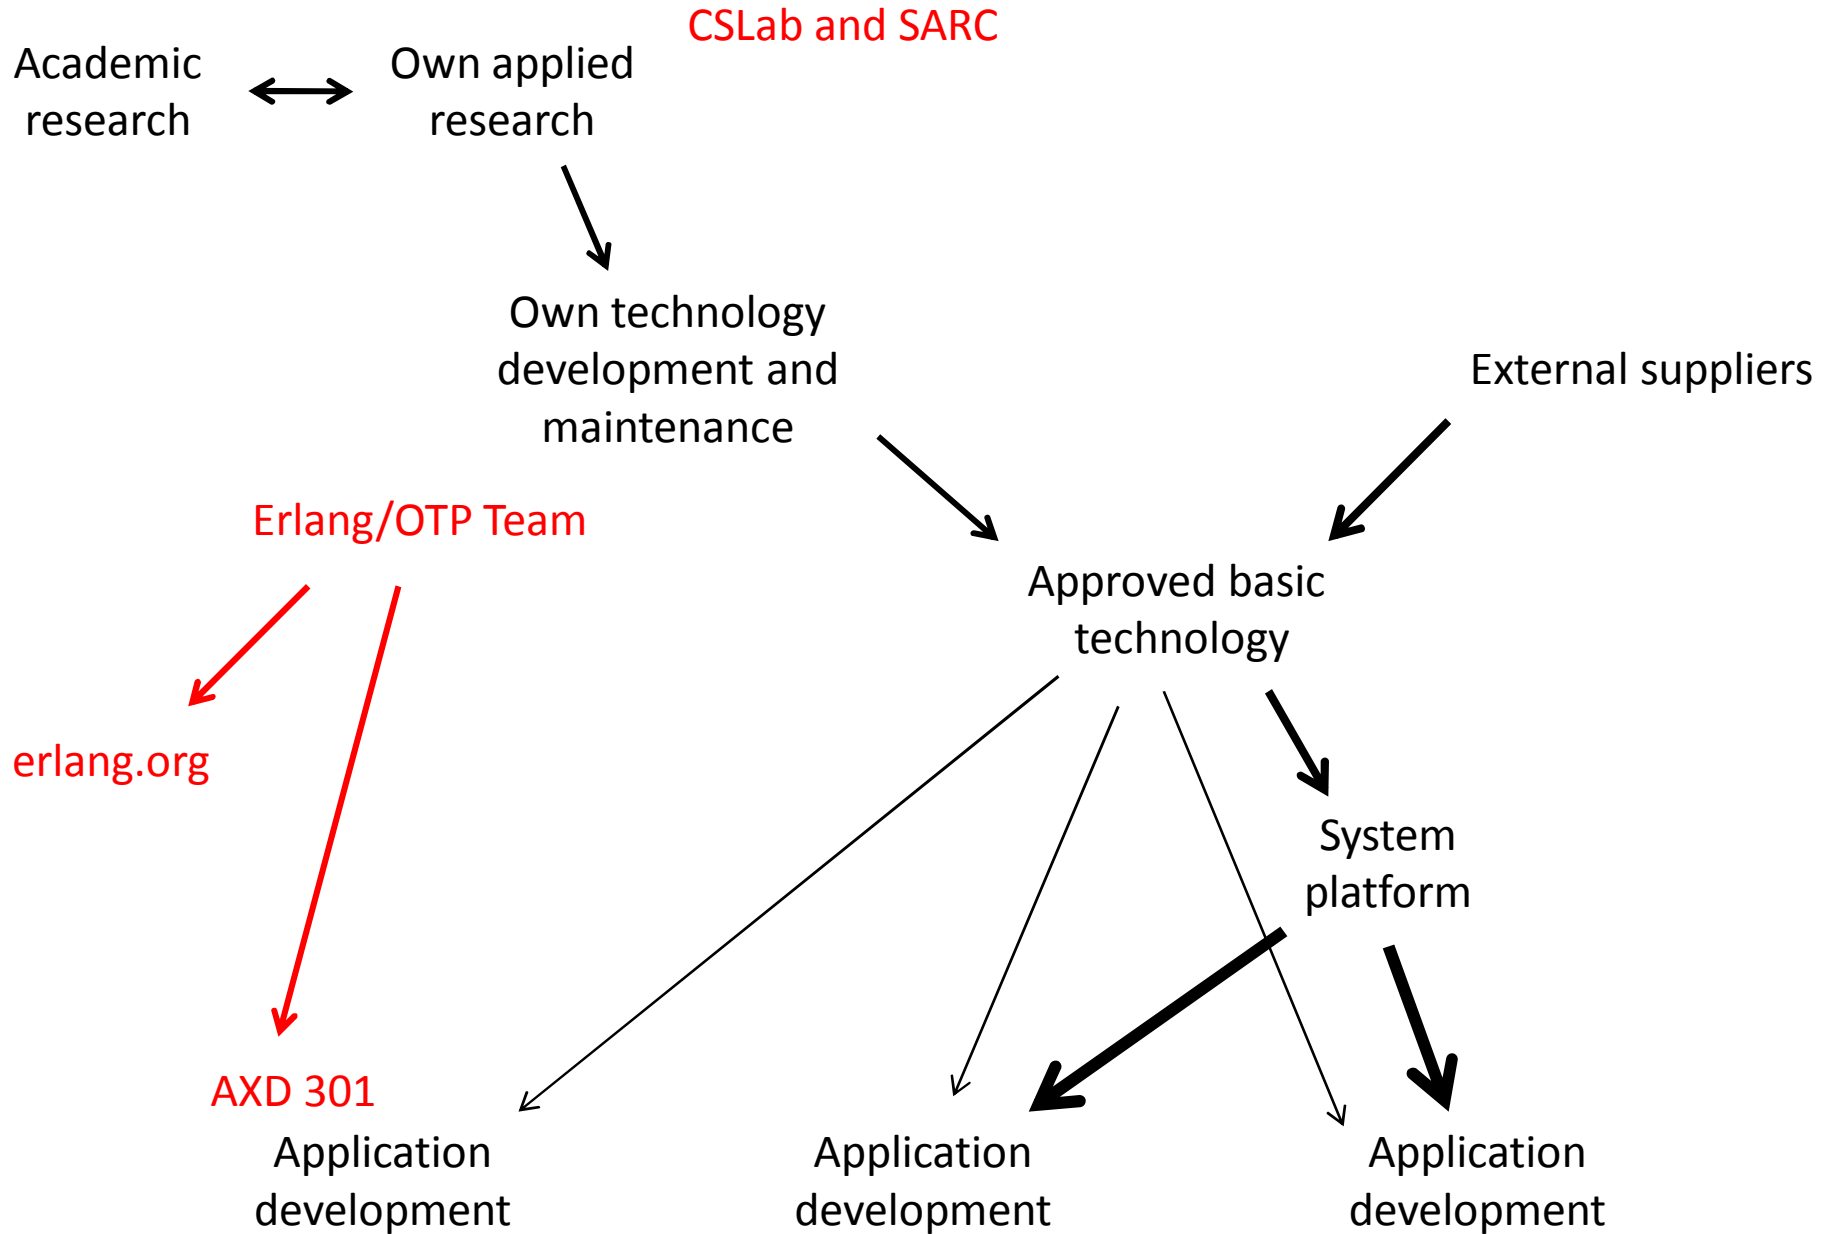 CSLab and SARC
Academic
research
Own applied
research
Own technology
development and
maintenance
External suppliers
Erlang/OTP Team
Approved basic
technology
erlang.org
System
platform
AXD 301
Application
development
Application
development
Application
development